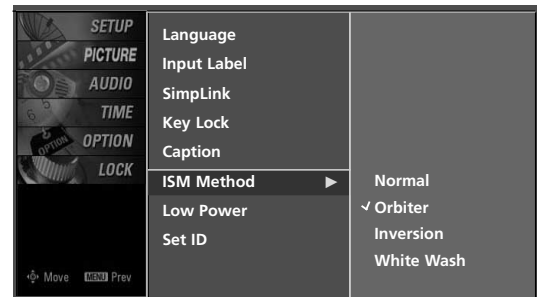 SETUP
PICTURE
AUDIO
TIME
OPTION
LOCK
Move MENU Prev
Language
Input Label
SimpLink
Key Lock
Caption
ISM Method ▶
Low Power
Set ID
Normal
✓ Orbiter
Inversion
White Wash